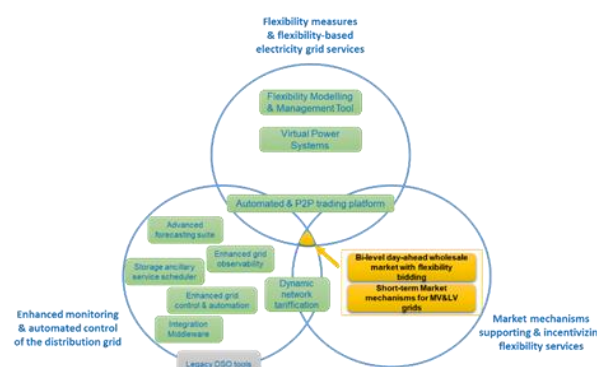 Flexibility measures
& flexibility-based
electricity grid services
Flexibility Modelling
& Management Tool
Virtual Power
Systems
Automated & P2P trading platform
Advanced
forecasting suite
Enhanced grid
observability
Storage ancillary
service scheduler
Enhanced grid
control & automation
Integration
Middleware
Dynamic
network
tariffication
Bi-level day-ahead wholesale
market with flexibility
bidding
Short-term Market
mechanisms for MV&LV
grids
Enhanced monitoring
& automated control
of the distribution grid
Market mechanisms
supporting & incentivizin
flexibility services
Legacy DSO tools